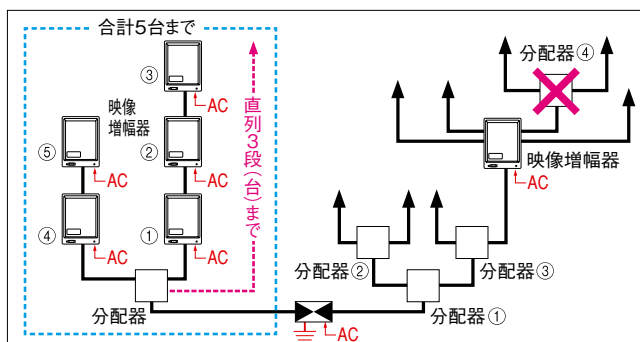 合計5台まで
③
AC
映像
増幅器
直列3段(台)まで
⑤
②
AC
AC
④
①
AC
AC
分配器
AC
分配器④
映像増幅器
AC
分配器②
分配器③
分配器①